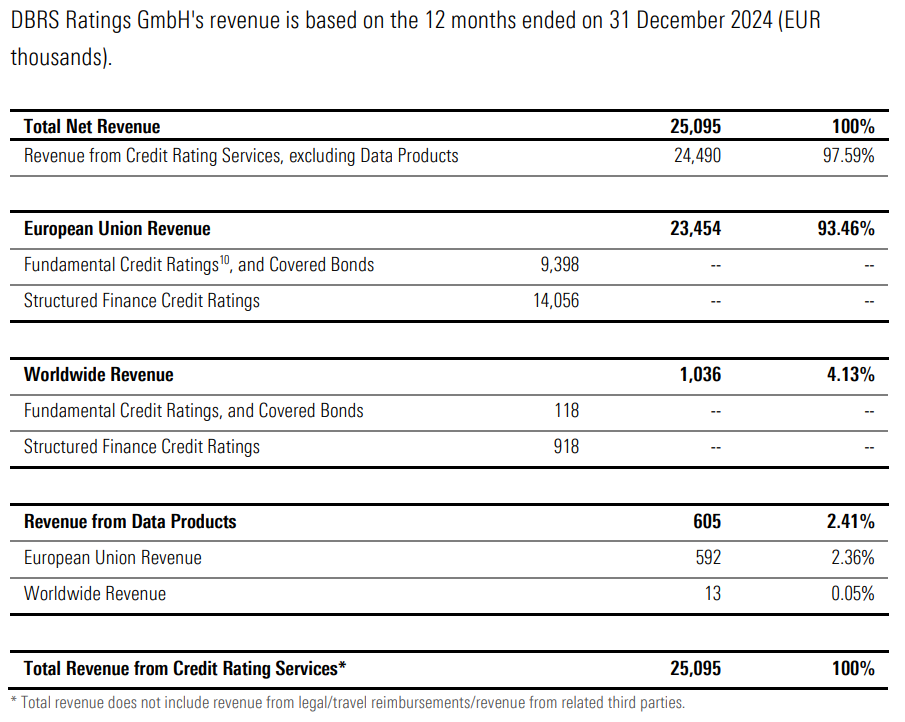 DBRS Ratings GmbH's revenue is based on the 12 months ended on 31 December 2024 (EUR
thousands).
Total Net Revenue 25,095 100%
Revenue from Credit Rating Services, excluding Data Products 24,490 97.59%
European Union Revenue 23,454 93.46%
Fundamental Credit Ratings10, and Covered Bonds 9,398 -- --
Structured Finance Credit Ratings 14,056 -- --
Worldwide Revenue 1,036 4.13%
Fundamental Credit Ratings, and Covered Bonds 118 -- --
Structured Finance Credit Ratings 918 -- --
Revenue from Data Products 605 2.41%
European Union Revenue 592 2.36%
Worldwide Revenue 13 0.05%
Total Revenue from Credit Rating Services* 25,095 100%
* Total revenue does not include revenue from legal/travel reimbursements/revenue from related third parties.